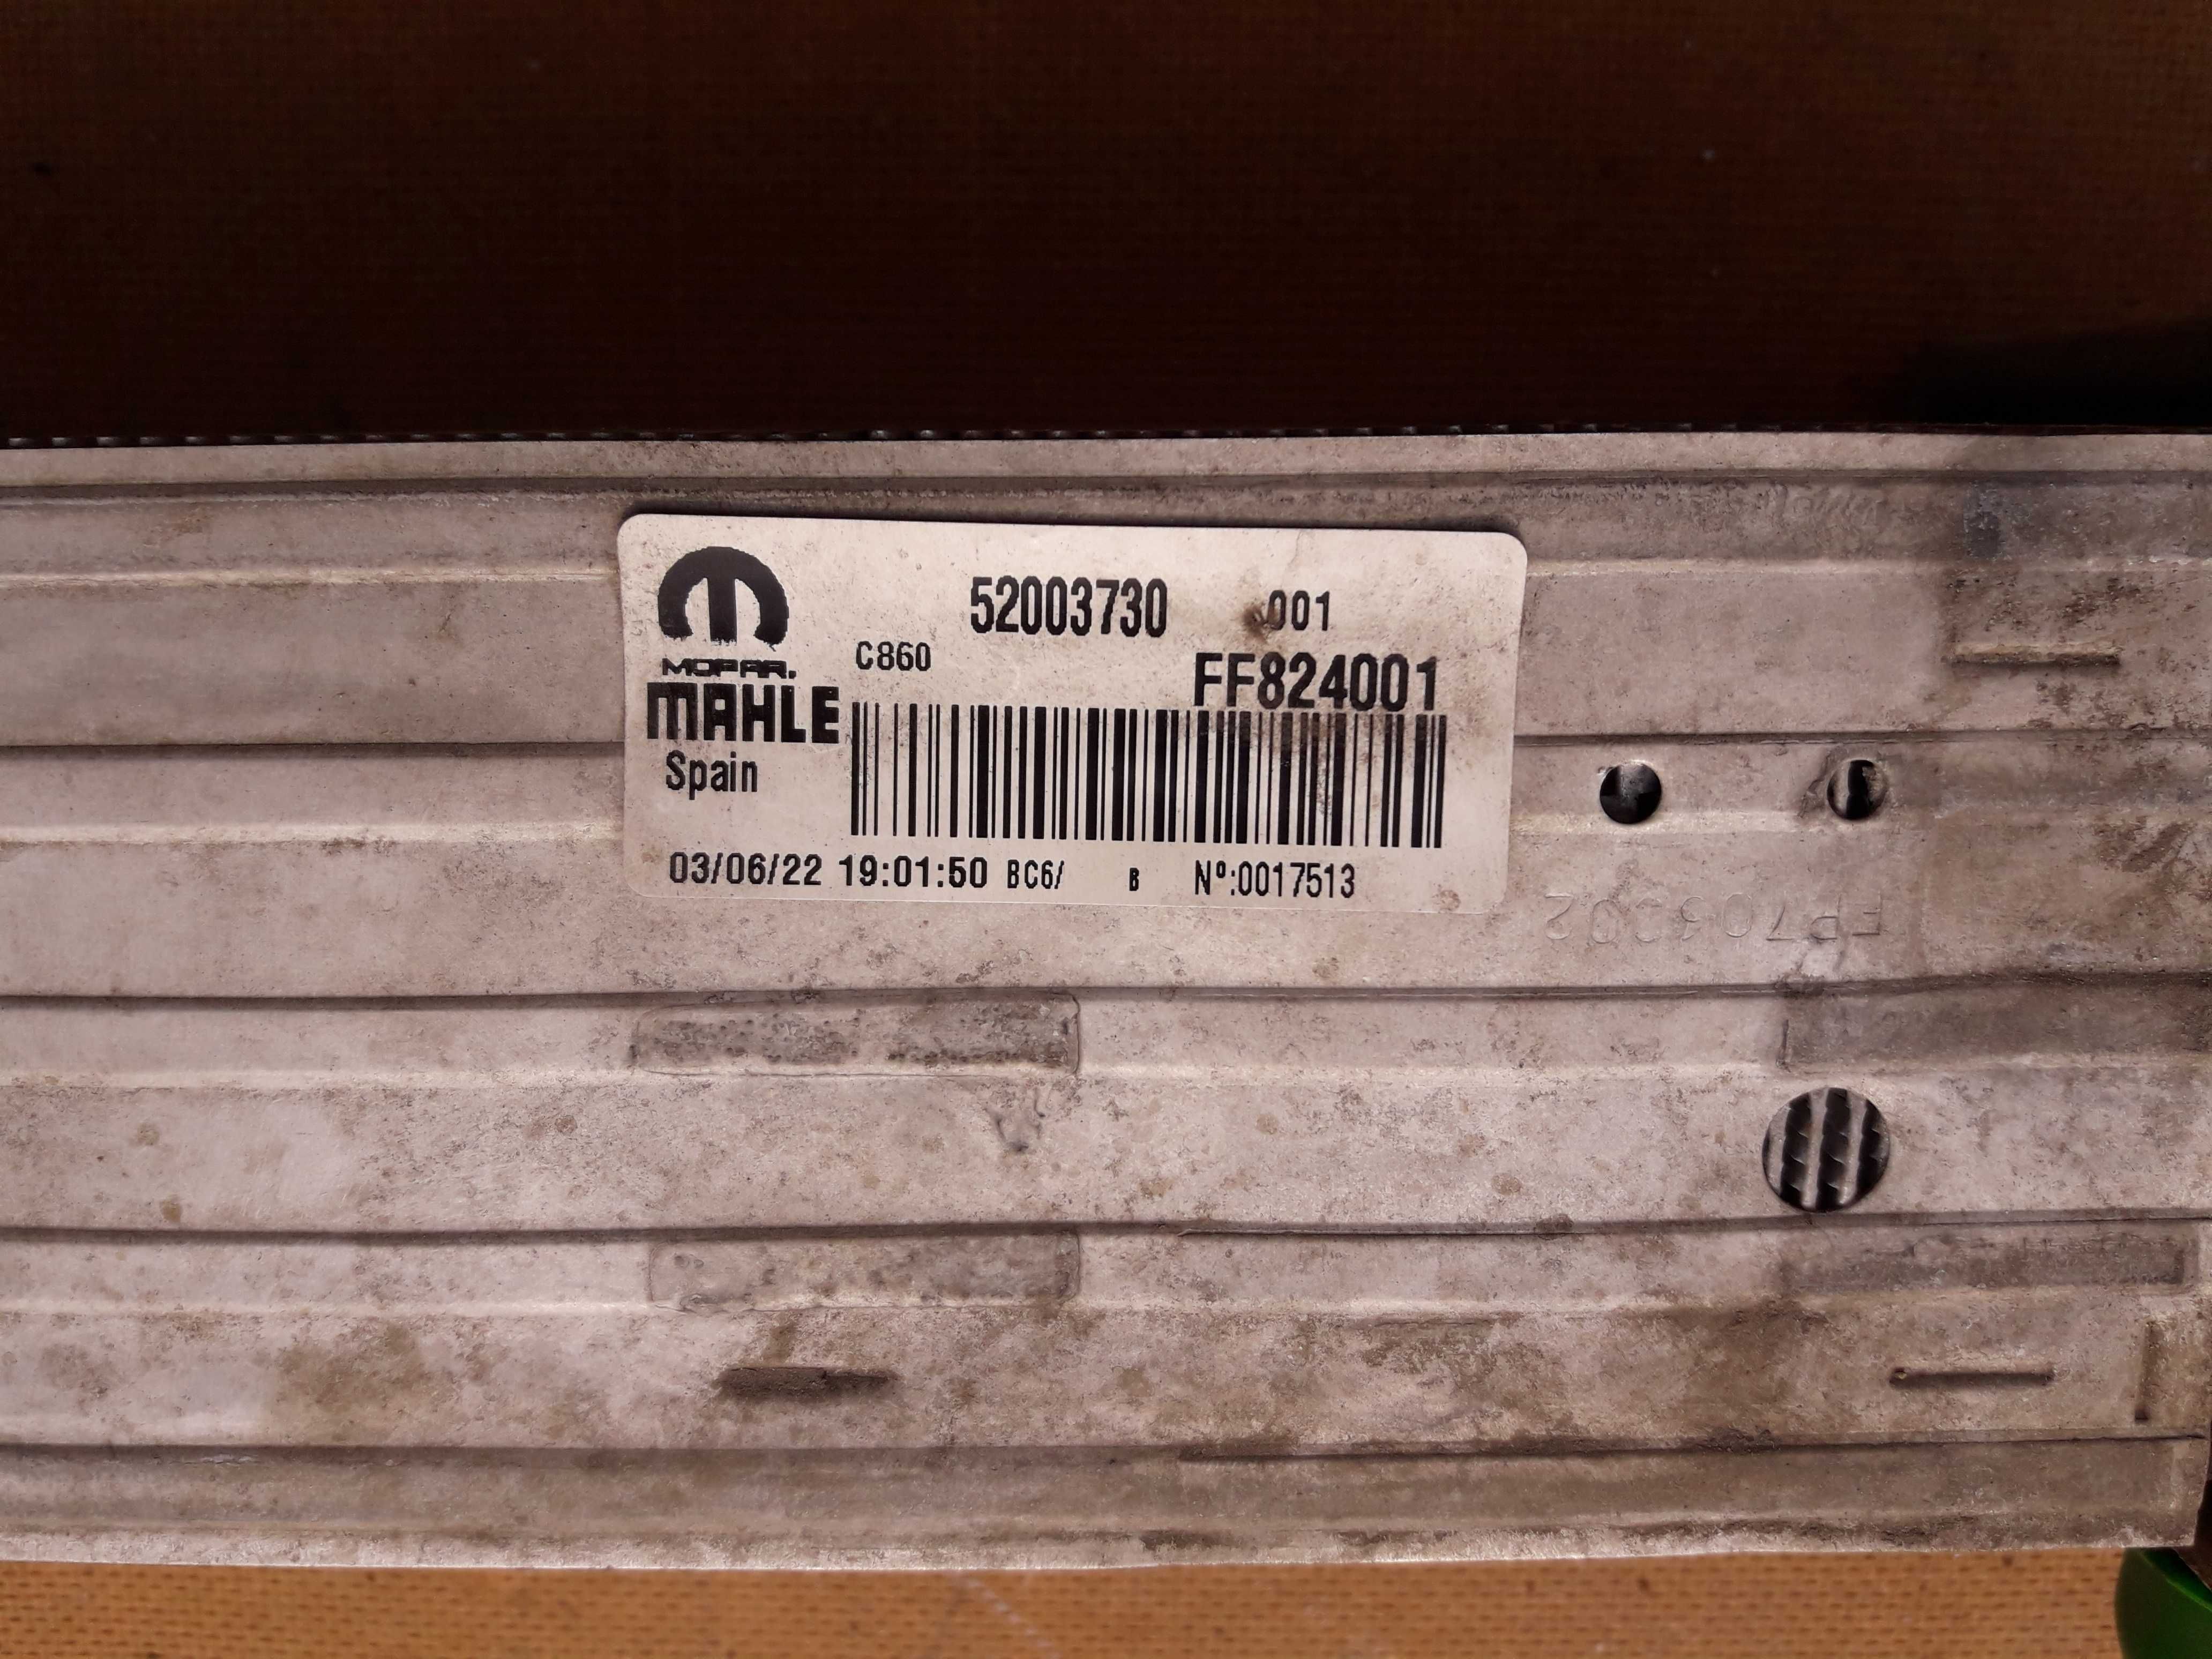 52003730 001
MOPAR.
C860 FF824001
MAHLE
Spain
03/06/22 19:01:50 BC6/ B Nº:0017513